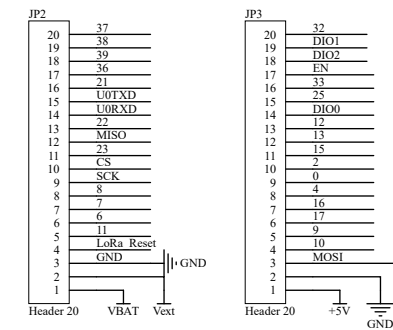 JP2
20 37
19 38
18 39
17 36
16 21
15 U0TXD
14 U0RXD
13 22
12 MISO
11 23
10 CS
9 SCK
8 8
7 7
6 6
5 11
4 LoRa_Reset
3 GND
2
1
GND
Header 20
VBAT
Vext
JP3
20 32
19 DIO1
18 DIO2
17 EN
16 33
15 25
14 DIO0
13 12
12 13
11 15
10 2
9 0
8 4
7 16
6 17
5 9
4 10
3 MOSI
2
1
Header 20
+5V
GND